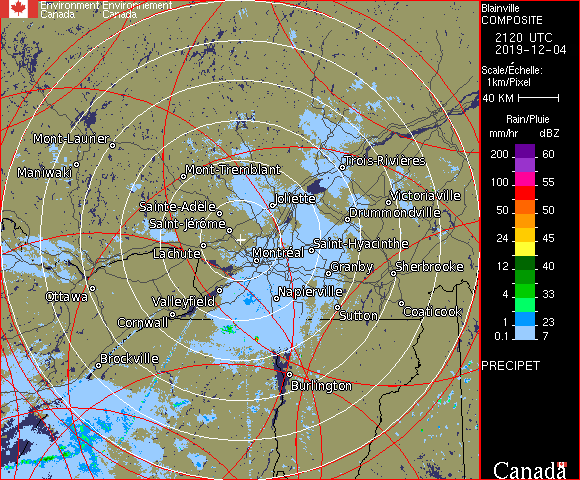 Environment Environnement
Canada Canada
Blainville
COMPOSITE
2120 UTC
2019-12-04
Scale/Échelle:
1km/Pixel
40 KM
Rain/Pluie
mm/hr dBZ
200 60
100 55
50 50
24 45
12 40
4 33
1 23
0.1 7
PRECIPET
Canada
Mont-Laurier
Maniwaki
Mont-Tremblant
Trois-Rivières
Joliette
Victoriaville
Sainte-Adele
Drummondville
Saint-Jérôme
Lachute
Montréal
Saint-Hyacinthe
Granby
Sherbrooke
Ottawa
Valleyfield
Napierville
Cornwall
Sutton
Coaticook
Brockville
Burlington